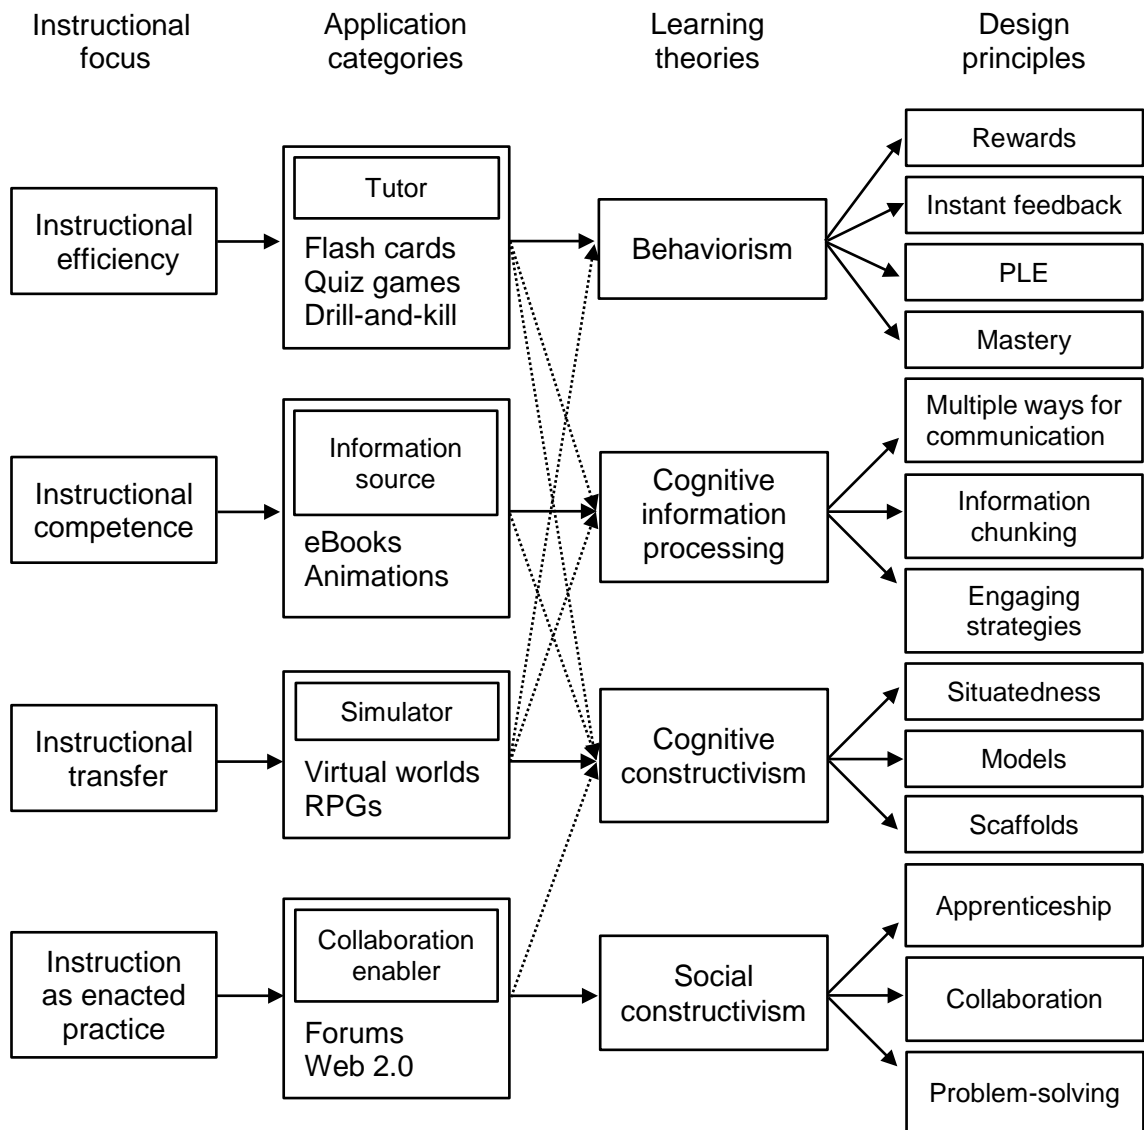 Instructional
focus
Application
categories
Learning
theories
Design
principles
Instructional
efficiency
Tutor
Flash cards
Quiz games
Drill-and-kill
Behaviorism
Rewards
Instant feedback
PLE
Mastery
Instructional
competence
Information
source
eBooks
Animations
Cognitive
information
processing
Multiple ways for
communication
Information
chunking
Engaging
strategies
Instructional
transfer
Simulator
Virtual worlds
RPGs
Cognitive
constructivism
Situatedness
Models
Scaffolds
Instruction
as enacted
practice
Collaboration
enabler
Forums
Web 2.0
Social
constructivism
Apprenticeship
Collaboration
Problem-solving